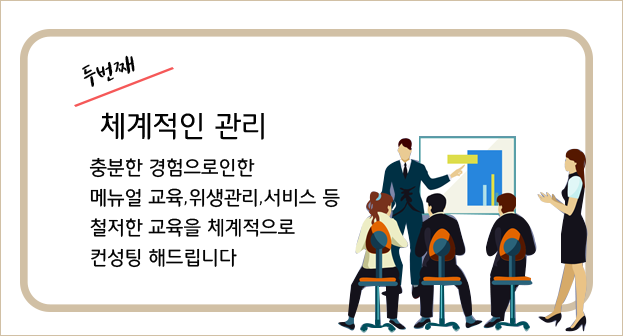 두번째
체계적인 관리
충분한 경험으로인한
메뉴얼 교육,위생관리,서비스 등
철저한 교육을 체계적으로
컨성팅 해드립니다